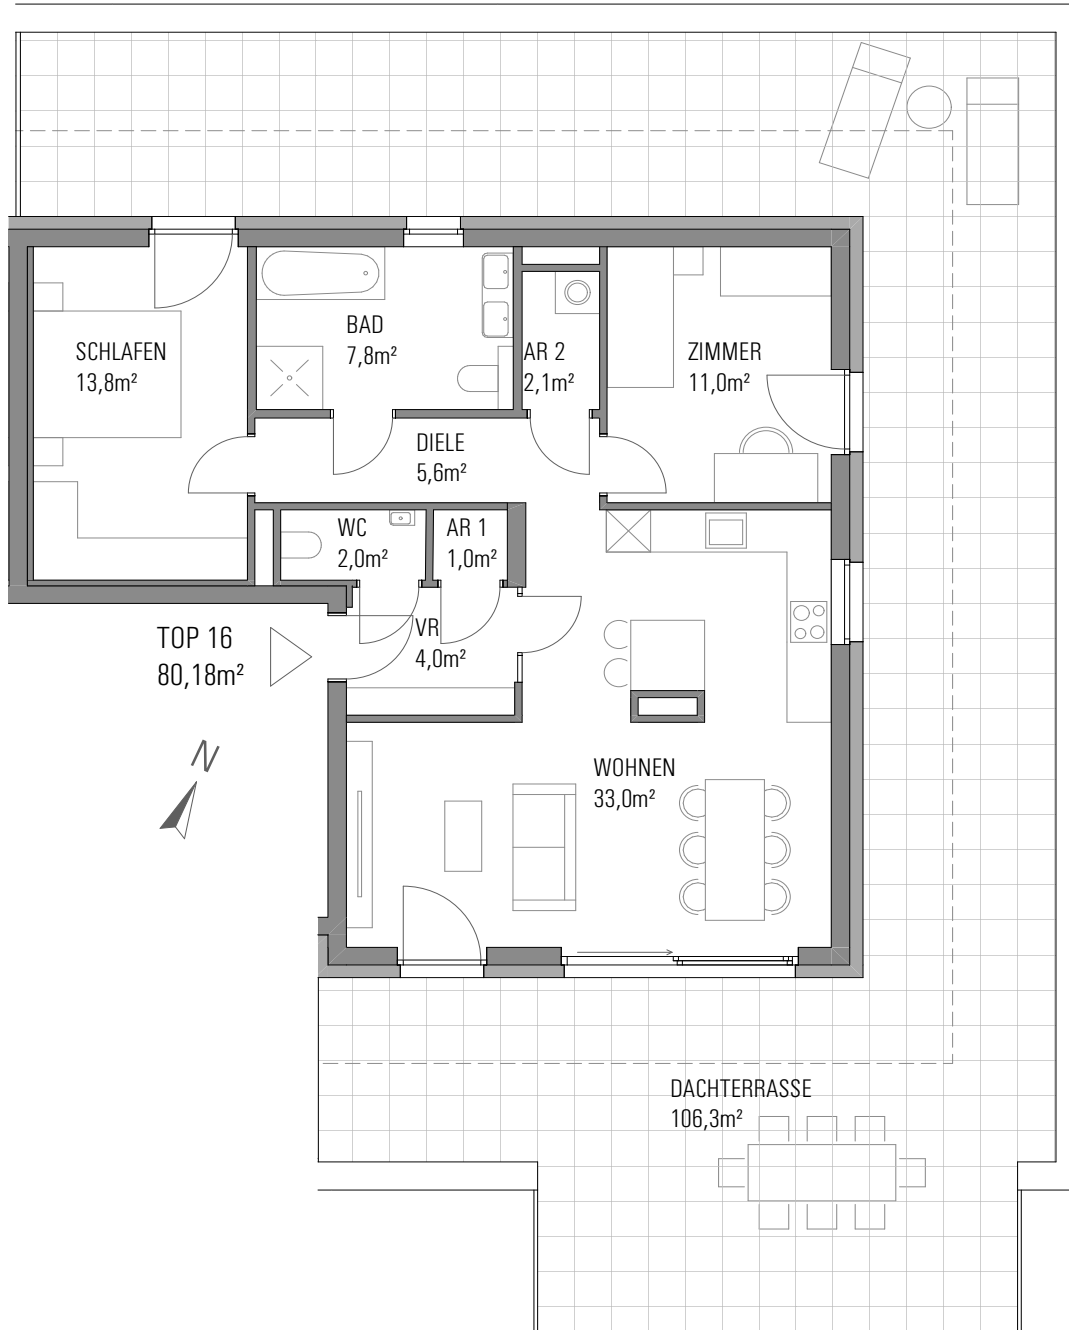 SCHLAFEN
13,8m²
BAD
7,8m²
AR 2
2,1m²
ZIMMER
11,0m²
DIELE
5,6m²
WC
2,0m²
AR 1
1,0m²
VR
4,0m²
TOP 16
80,18m²
N
WOHNEN
33,0m²
DACHTERRASSE
106,3m²